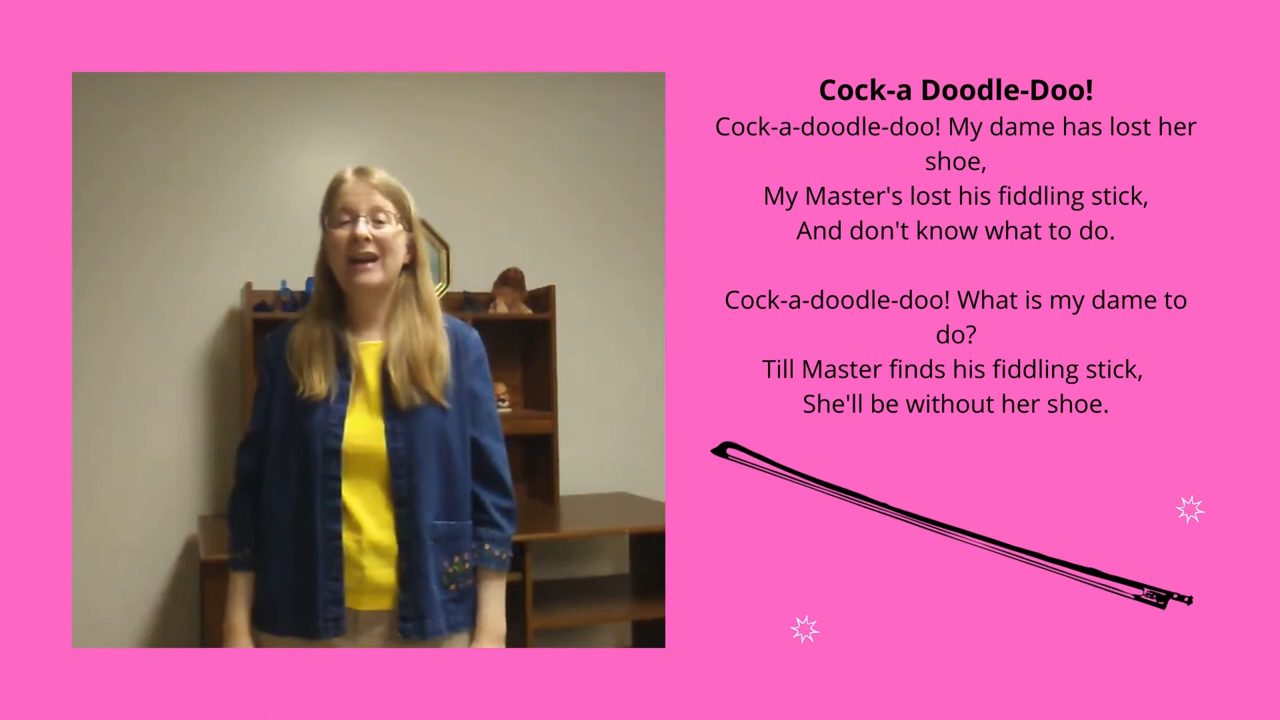 Cock-a Doodle-Doo!
Cock-a-doodle-doo! My dame has lost her
shoe,
My Master's lost his fiddling stick,
And don't know what to do.
Cock-a-doodle-doo! What is my dame to
do?
Till Master finds his fiddling stick,
She'll be without her shoe.